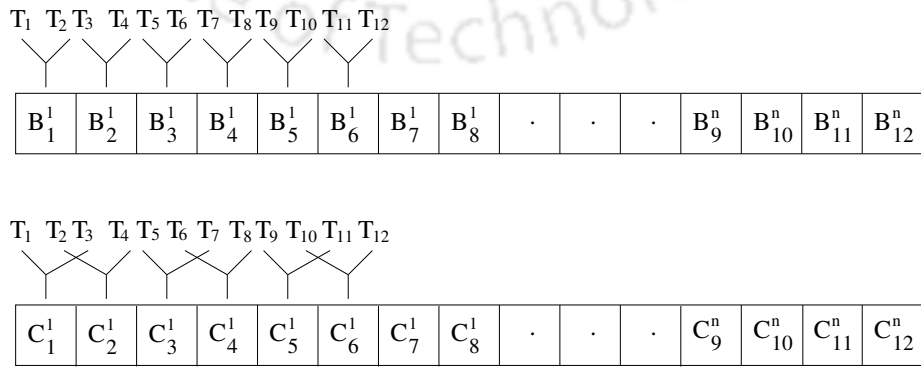 of Technol
T₁ T₂ T₃ T₄ T₅ T₆ T₇ T₈ T₉ T₁₀ T₁₁ T₁₂
B₁¹ B₂¹ B₃¹ B₄¹ B₅¹ B₆¹ B₇¹ B₈¹ · · · B₉ⁿ B₁₀ⁿ B₁₁ⁿ B₁₂ⁿ
T₁ T₂ T₃ T₄ T₅ T₆ T₇ T₈ T₉ T₁₀ T₁₁ T₁₂
C₁¹ C₂¹ C₃¹ C₄¹ C₅¹ C₆¹ C₇¹ C₈¹ · · · C₉ⁿ C₁₀ⁿ C₁₁ⁿ C₁₂ⁿ